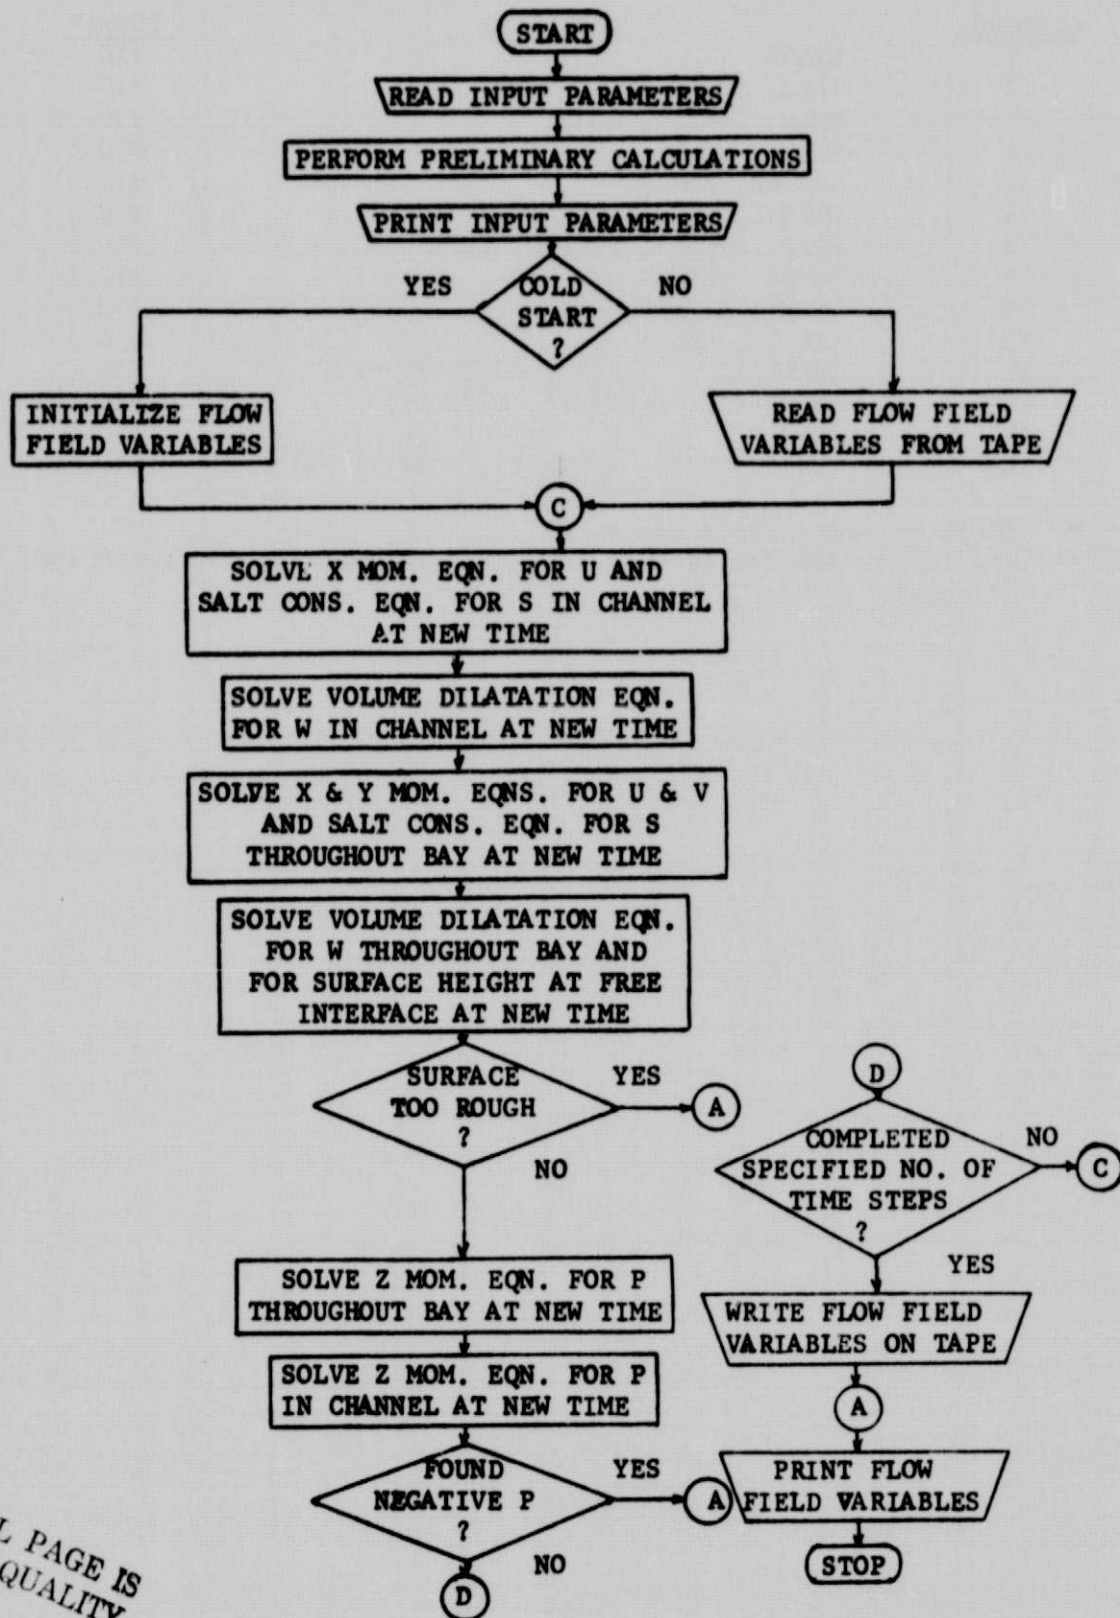 START
READ INPUT PARAMETERS
PERFORM PRELIMINARY CALCULATIONS
PRINT INPUT PARAMETERS
YES
COLD
START
?
NO
INITIALIZE FLOW
FIELD VARIABLES
READ FLOW FIELD
VARIABLES FROM TAPE
C
SOLVE X MOM. EQN. FOR U AND
SALT CONS. EQN. FOR S IN CHANNEL
AT NEW TIME
SOLVE VOLUME DILATATION EQN.
FOR W IN CHANNEL AT NEW TIME
SOLVE X & Y MOM. EQNS. FOR U & V
AND SALT CONS. EQN. FOR S
THROUGHOUT BAY AT NEW TIME
SOLVE VOLUME DILATATION EQN.
FOR W THROUGHOUT BAY AND
FOR SURFACE HEIGHT AT FREE
INTERFACE AT NEW TIME
SURFACE
TOO ROUGH
?
YES
A
NO
SOLVE Z MOM. EQN. FOR P
THROUGHOUT BAY AT NEW TIME
SOLVE Z MOM. EQN. FOR P
IN CHANNEL AT NEW TIME
FOUND
NEGATIVE P
?
YES
A
NO
D
D
COMPLETED
SPECIFIED NO. OF
TIME STEPS
?
NO
C
YES
WRITE FLOW FIELD
VARIABLES ON TAPE
A
PRINT FLOW
FIELD VARIABLES
STOP
L PAGE IS
QUALITY